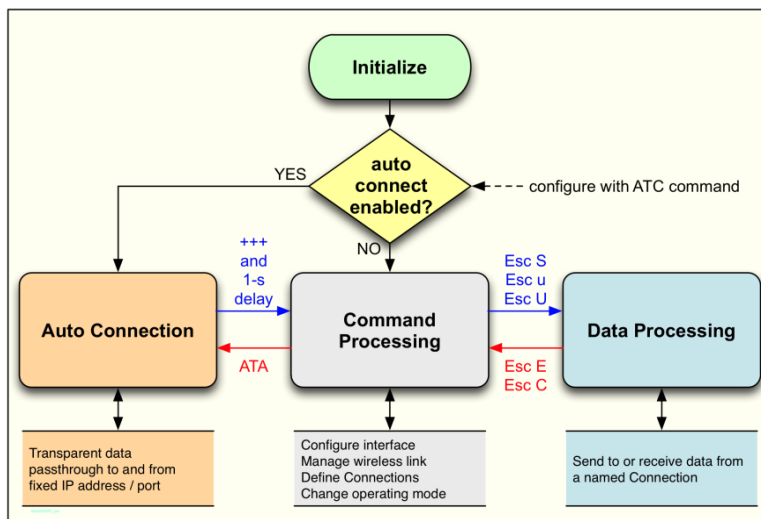 Initialize
auto
connect
enabled?
YES
configure with ATC command
NO
+++
and
1-s
delay
Esc S
Esc u
Esc U
Auto Connection
Command
Processing
Data Processing
ATA
Esc E
Esc C
Transparent data
passthrough to and from
fixed IP address / port
Configure interface
Manage wireless link
Define Connections
Change operating mode
Send to or receive data from
a named Connection